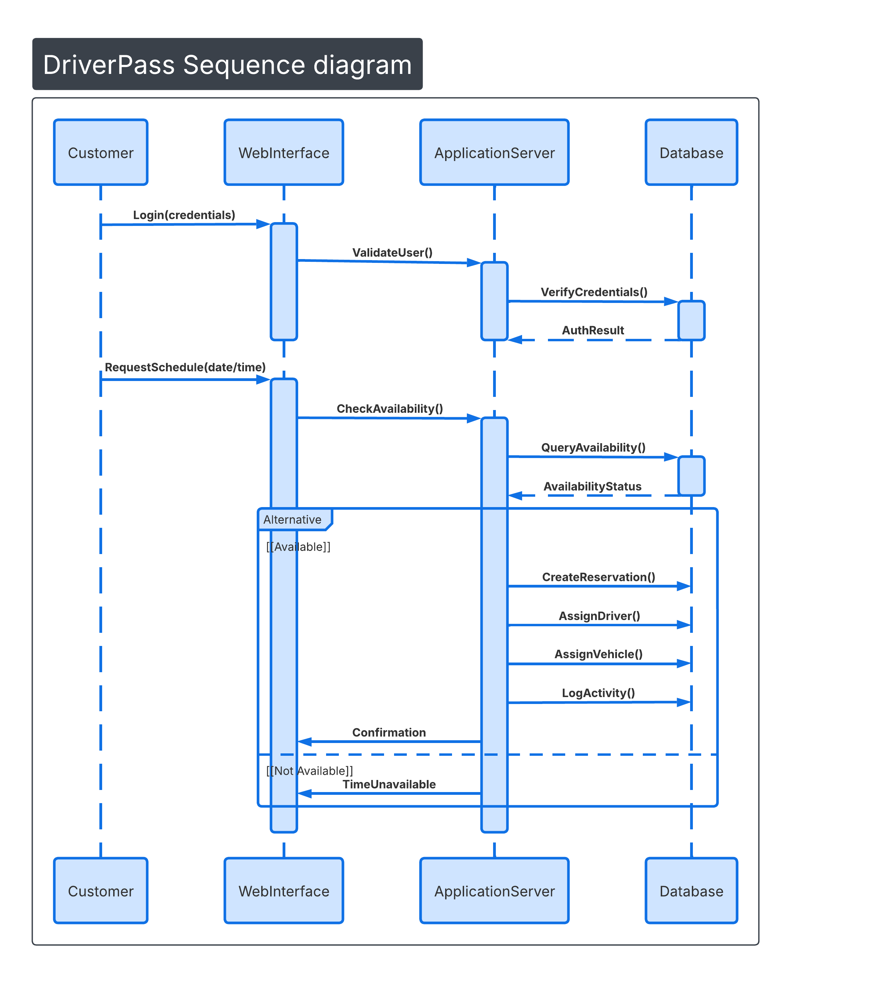 DriverPass Sequence diagram
Customer
WebInterface
ApplicationServer
Database
Login(credentials)
ValidateUser()
VerifyCredentials()
AuthResult
RequestSchedule(date/time)
CheckAvailability()
QueryAvailability()
AvailabilityStatus
Alternative
[[Available]]
CreateReservation()
AssignDriver()
AssignVehicle()
LogActivity()
Confirmation
[[Not Available]]
TimeUnavailable
Customer
WebInterface
ApplicationServer
Database